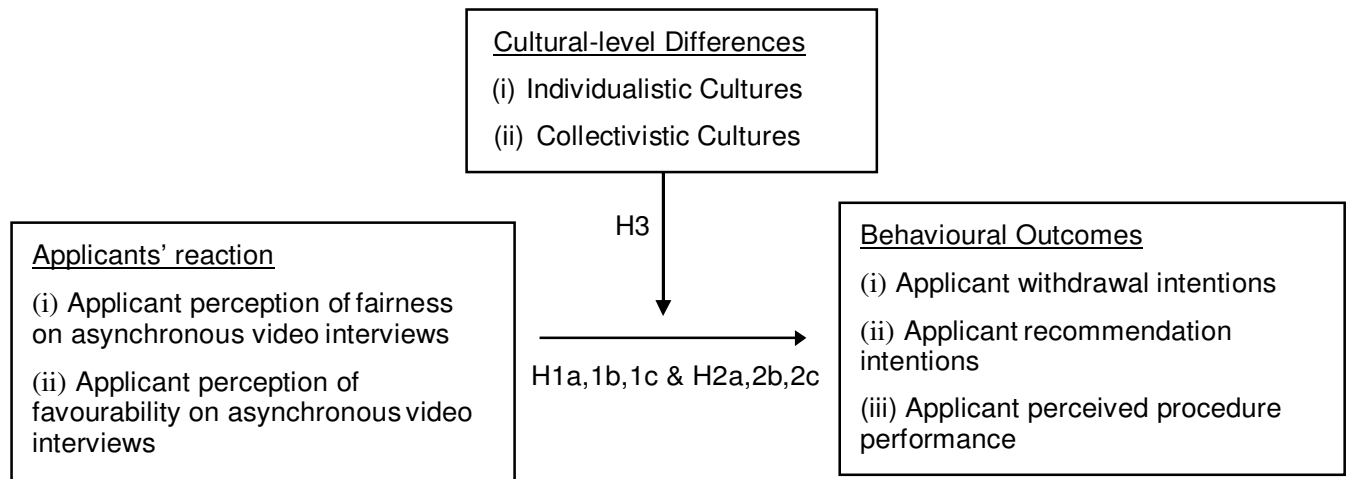 Cultural-level Differences
(i) Individualistic Cultures
(ii) Collectivistic Cultures
H3
Applicants’ reaction
(i) Applicant perception of fairness
on asynchronous video interviews
(ii) Applicant perception of
favourability on asynchronous video
interviews
H1a,1b,1c & H2a,2b,2c
Behavioural Outcomes
(i) Applicant withdrawal intentions
(ii) Applicant recommendation
intentions
(iii) Applicant perceived procedure
performance